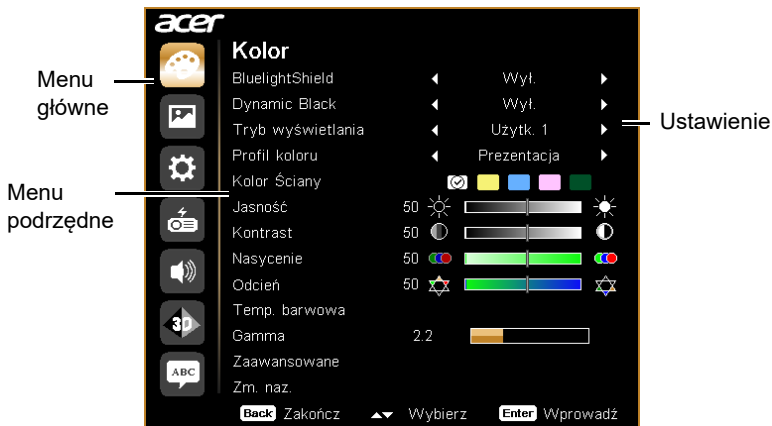 acer
Kolor
BluelightShield Wył.
Dynamic Black Wył.
Tryb wyświetlania Użytk. 1
Profil koloru Prezentacja
Kolor Ściany
Jasność 50
Kontrast 50
Nasycenie 50
Odcień 50
Temp. barwowa
Gamma 2.2
Zaawansowane
Zm. naz.
Back Zakończ Wybierz Enter Wprowadź
3D
ABC
Menu
główne
Menu
podrzędne
Ustawienie